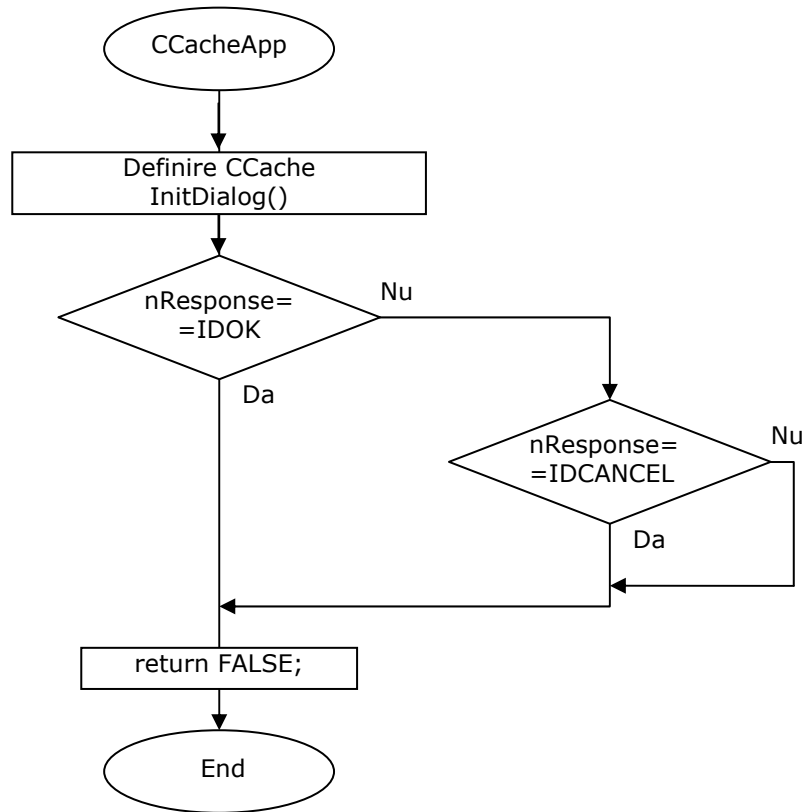 CCacheApp
Definire CCache
InitDialog()
nResponse=
=IDOK
Nu
Da
nResponse=
=IDCANCEL
Nu
Da
return FALSE;
End